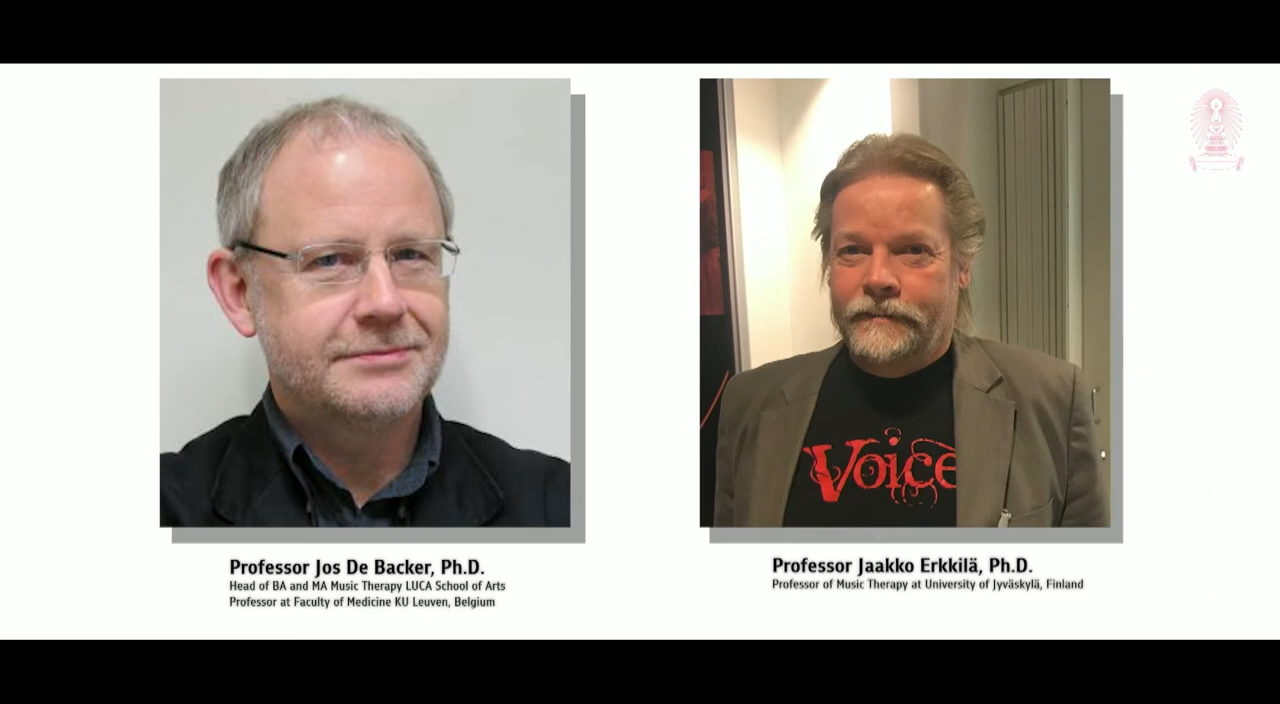 Voice
Professor Jos De Backer, Ph.D.
Head of BA and MA Music Therapy LUCA School of Arts
Professor at Faculty of Medicine KU Leuven, Belgium
Professor Jaakko Erkkilä, Ph.D.
Professor of Music Therapy at University of Jyväskylä, Finland